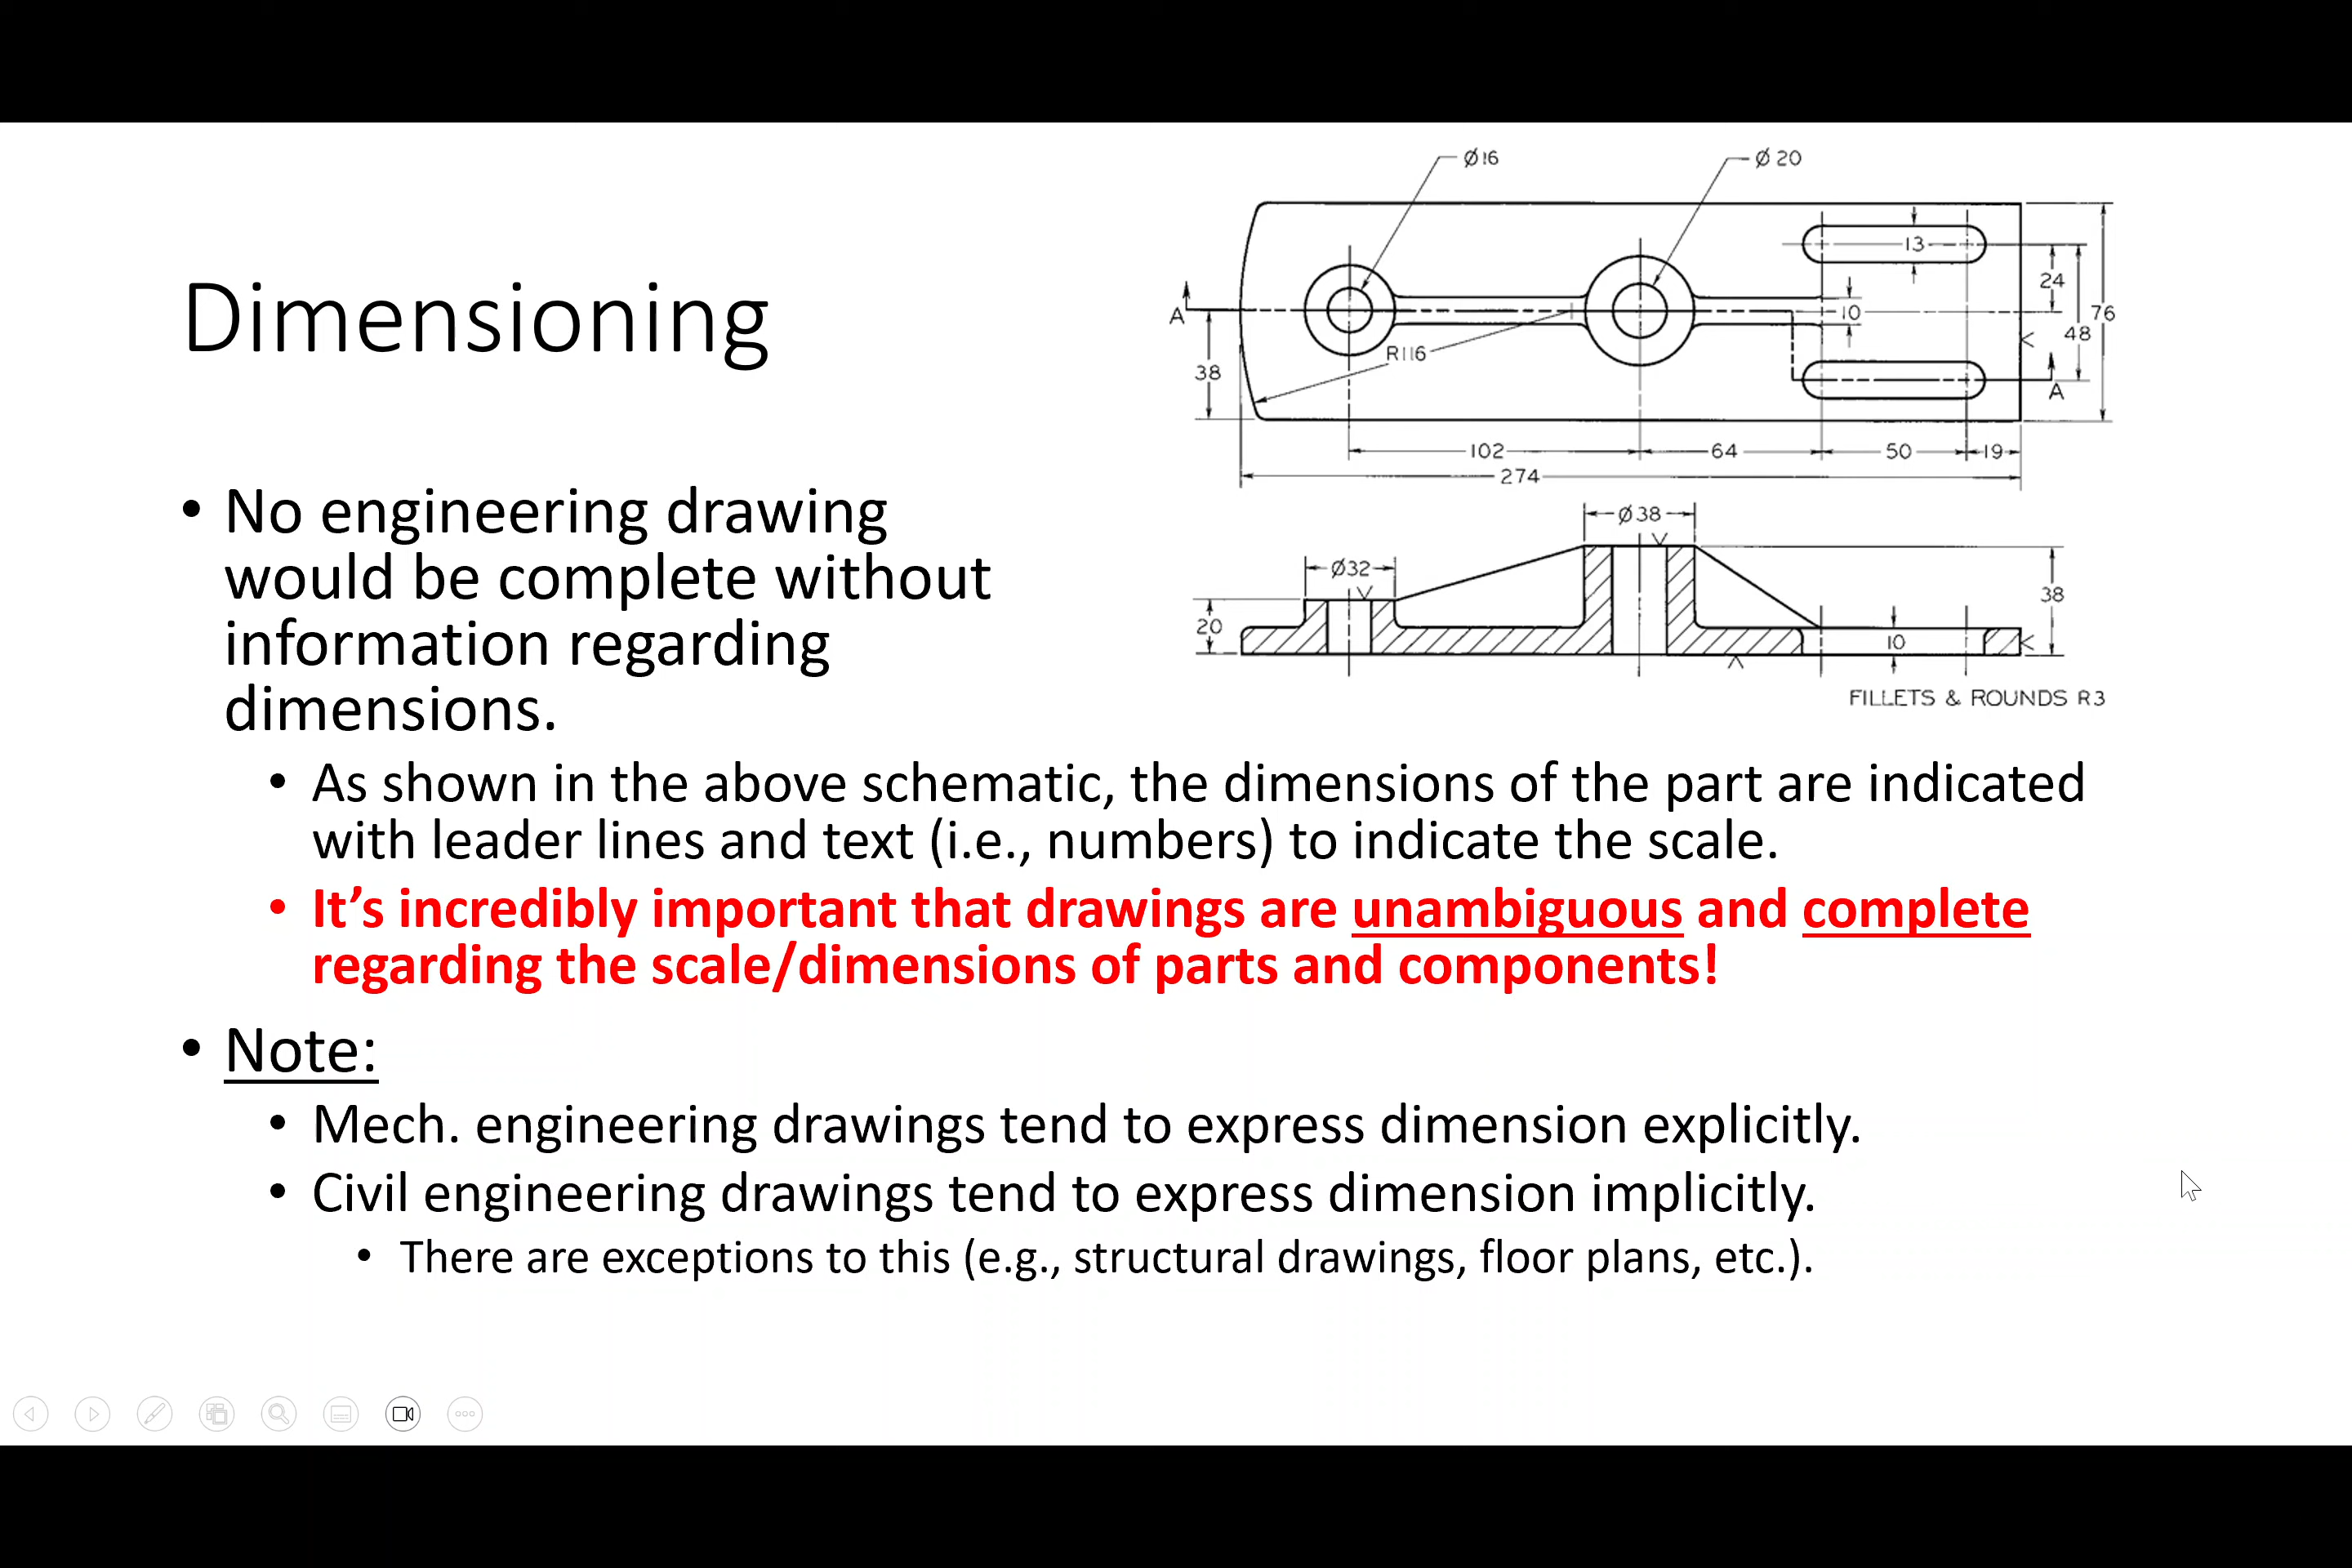 Dimensioning
• No engineering drawing
would be complete without
information regarding
dimensions.
• As shown in the above schematic, the dimensions of the part are indicated
with leader lines and text (i.e., numbers) to indicate the scale.
• It’s incredibly important that drawings are unambiguous and complete
regarding the scale/dimensions of parts and components!
• Note:
• Mech. engineering drawings tend to express dimension explicitly.
• Civil engineering drawings tend to express dimension implicitly.
• There are exceptions to this (e.g., structural drawings, floor plans, etc.).
Ø16
Ø 20
13
24
A
10
76
48
R116
38
A
102
64
50
19
274
Ø38
Ø32
38
20
10
FILLETS & ROUNDS R3